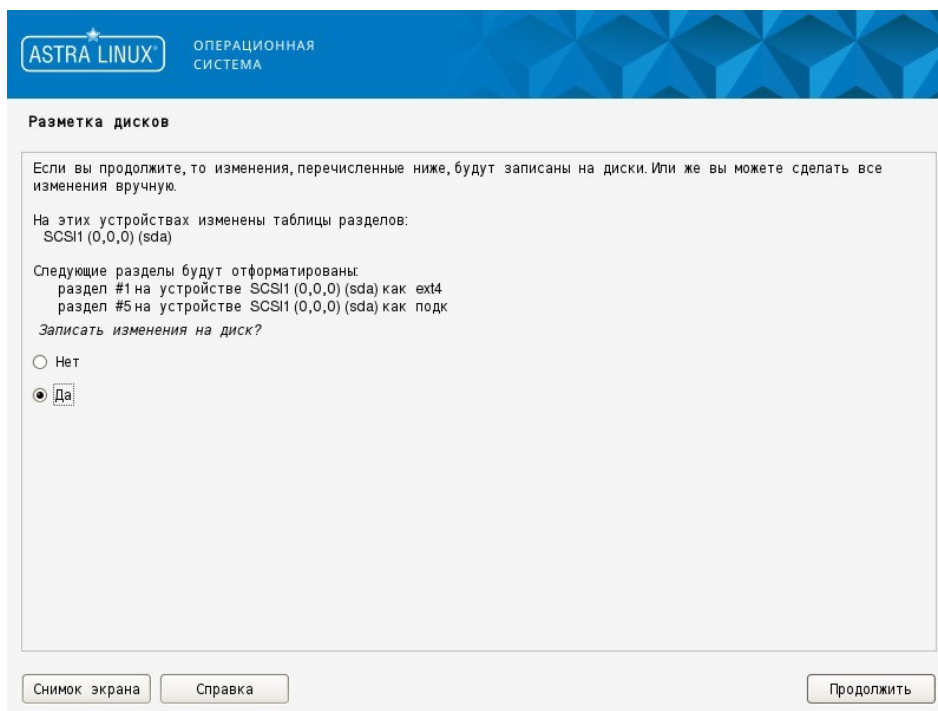 ASTRA LINUX®
ОПЕРАЦИОННАЯ
СИСТЕМА
Разметка дисков
Если вы продолжите, то изменения, перечисленные ниже, будут записаны на диски. Или же вы можете сделать все
изменения вручную.
На этих устройствах изменены таблицы разделов:
SCSI1 (0,0,0) (sda)
Следующие разделы будут отформатированы:
раздел #1 на устройстве SCSI1 (0,0,0) (sda) как ext4
раздел #5 на устройстве SCSI1 (0,0,0) (sda) как подк
Записать изменения на диск?
Нет
Да
Снимок экрана
Справка
Продолжить